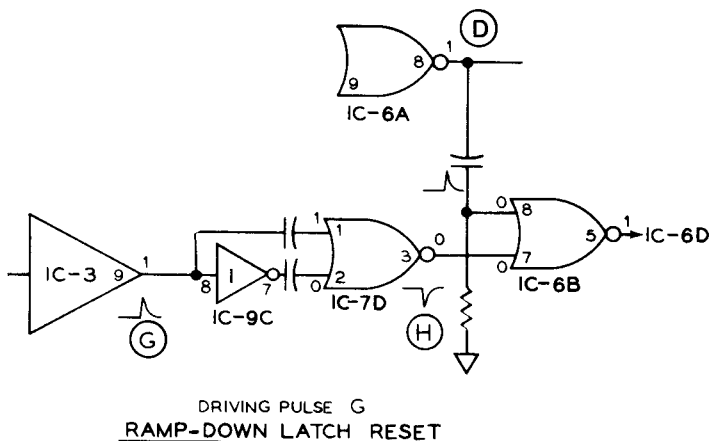 D
1
8
9
IC-6A
0
8
1
IC-6D
5
7
0
IC-6B
1
1
0
3
2
0
IC-7D
IC-3
9
1
8
1
7
IC-9C
G
H
DRIVING PULSE G
RAMP-DOWN LATCH RESET